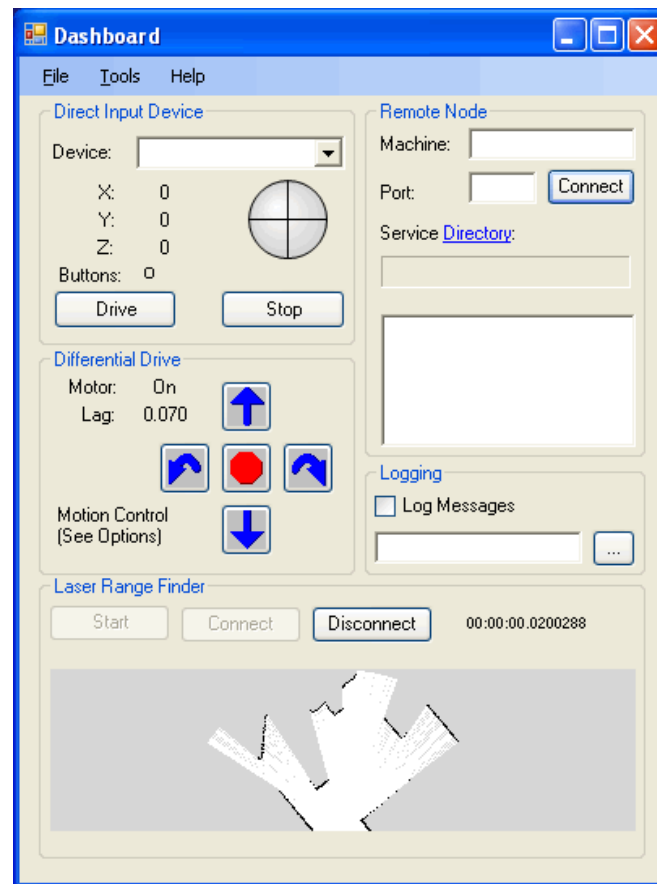 Dashboard
File Tools Help
Direct Input Device
Device:
X: 0
Y: 0
Z: 0
Buttons: O
Drive Stop
Remote Node
Machine:
Port: Connect
Service Directory:
Differential Drive
Motor: On
Lag: 0.070
Motion Control
(See Options)
Logging
Log Messages
...
Laser Range Finder
Start Connect Disconnect 00:00:00.0200288